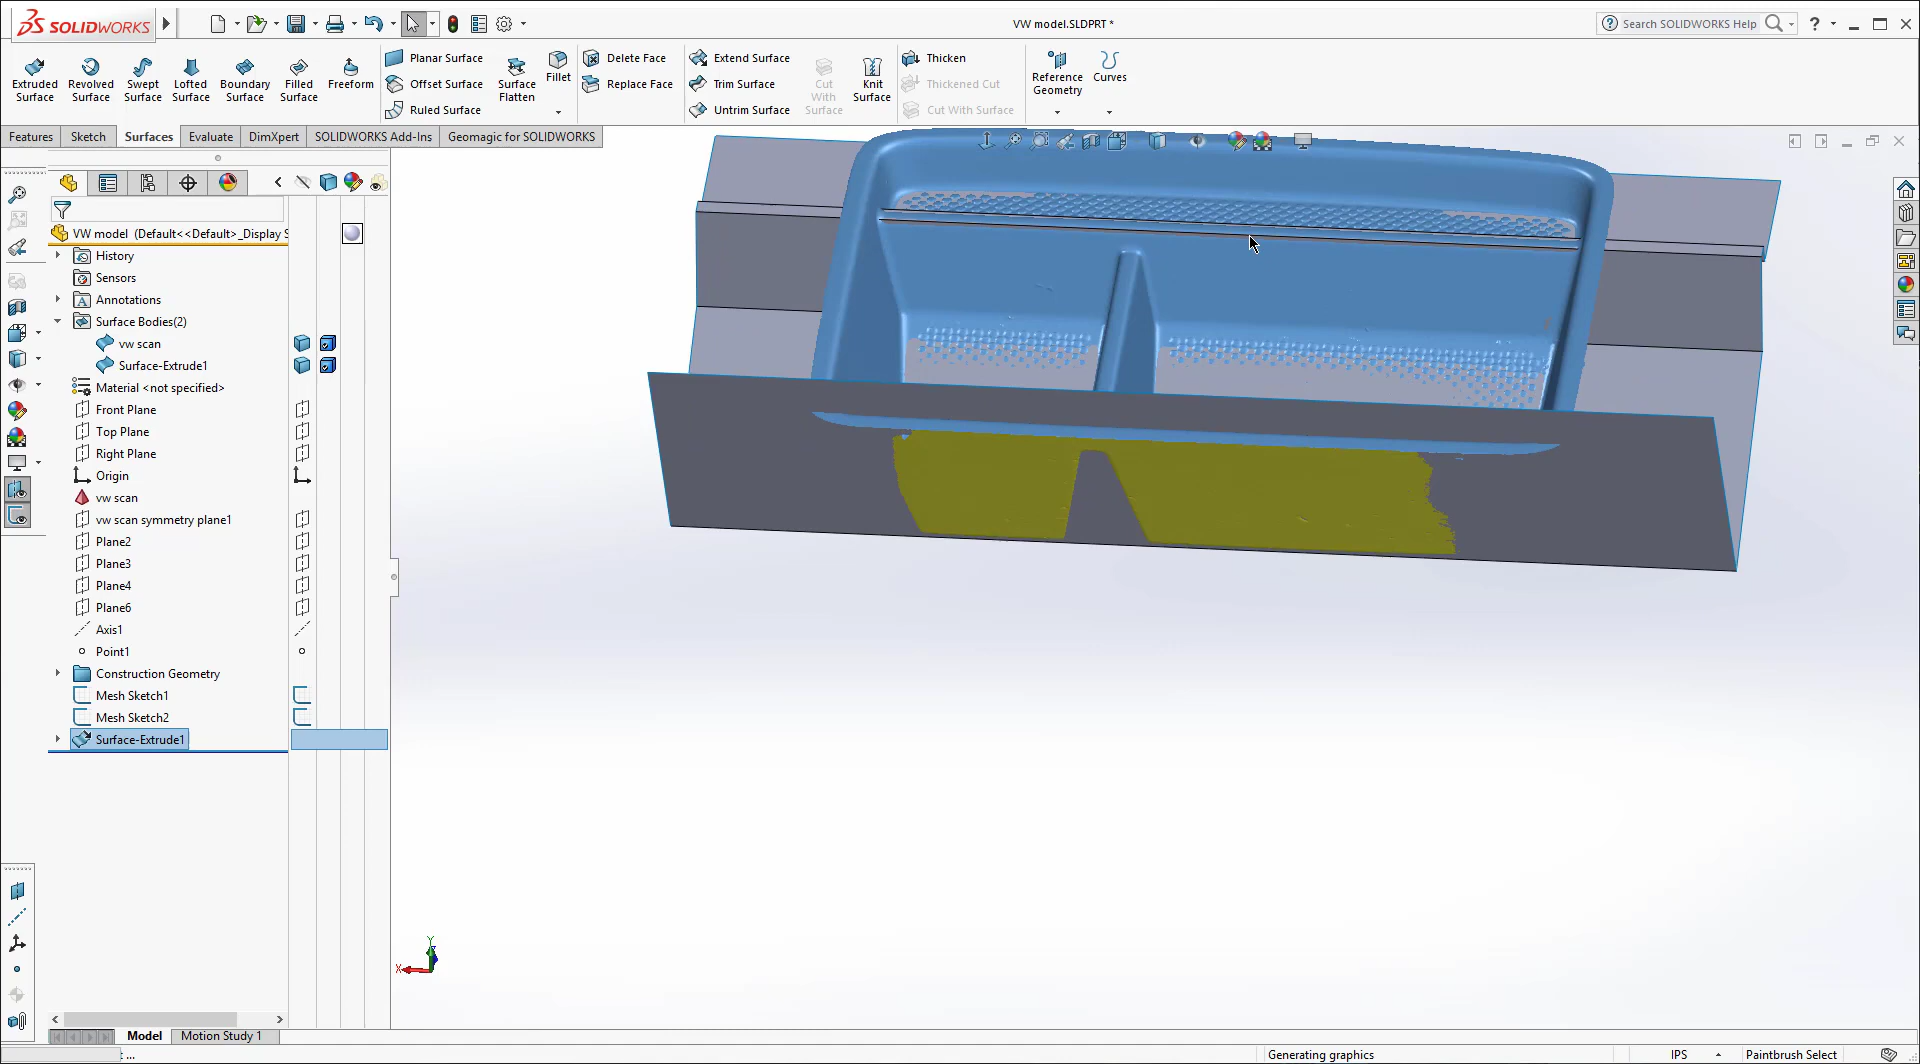 SOLIDWORKS
VW model.SLDPRT *
Search SOLIDWORKS Help
?
Extruded Surface
Revolved Surface
Swept Surface
Lofted Surface
Boundary Surface
Filled Surface
Freeform
Planar Surface
Offset Surface
Ruled Surface
Surface Flatten
Fillet
Delete Face
Replace Face
Extend Surface
Trim Surface
Untrim Surface
Cut With Surface
Knit Surface
Thicken
Thickened Cut
Cut With Surface
Reference Geometry
Curves
Features
Sketch
Surfaces
Evaluate
DimXpert
SOLIDWORKS Add-Ins
Geomagic for SOLIDWORKS
VW model (Default<<Default>_Display S
History
Sensors
Annotations
Surface Bodies(2)
vw scan
Surface-Extrude1
Material <not specified>
Front Plane
Top Plane
Right Plane
Origin
vw scan
vw scan symmetry plane1
Plane2
Plane3
Plane4
Plane6
Axis1
Point1
Construction Geometry
Mesh Sketch1
Mesh Sketch2
Surface-Extrude1
Y
X
Model
Motion Study 1
...
Generating graphics
IPS
Paintbrush Select